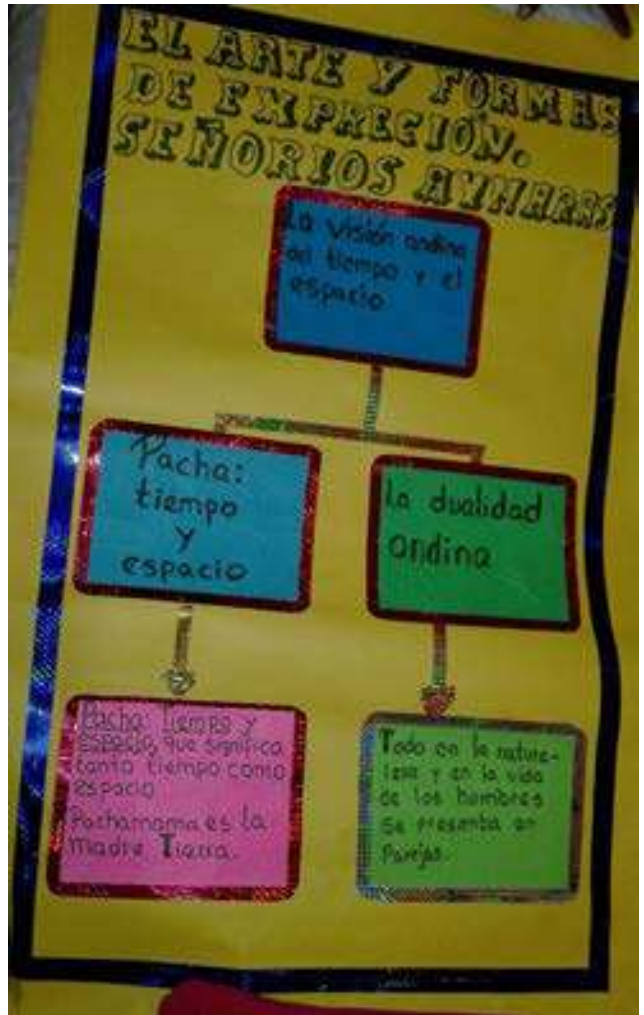 EL ARTE Y FORMAS
DE EXPRECIÓN.
SEÑORIOS AYMARAS
La visión andina
del tiempo y el
espacio
Pacha:
tiempo
y
espacio
La dualidad
andina
Pacha: Tiempo y
espacio, que significa
tanto tiempo como
espacio
Pachamama es la
madre Tierra.
Todo en la nature-
leza y en la vida
de los hombres
se presenta en
Parejas.